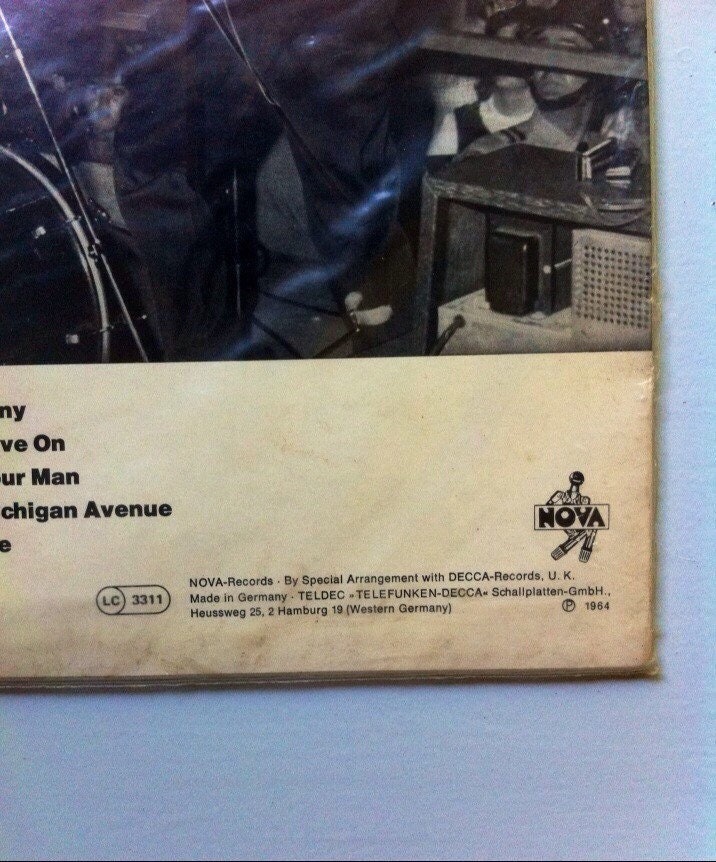 ny
ve On
ur Man
chigan Avenue
e
NOVA
LC 3311
NOVA-Records · By Special Arrangement with DECCA-Records, U. K.
Made in Germany · TELDEC »TELEFUNKEN-DECCA« Schallplatten-GmbH.,
Heussweg 25, 2 Hamburg 19 (Western Germany)
℗ 1964